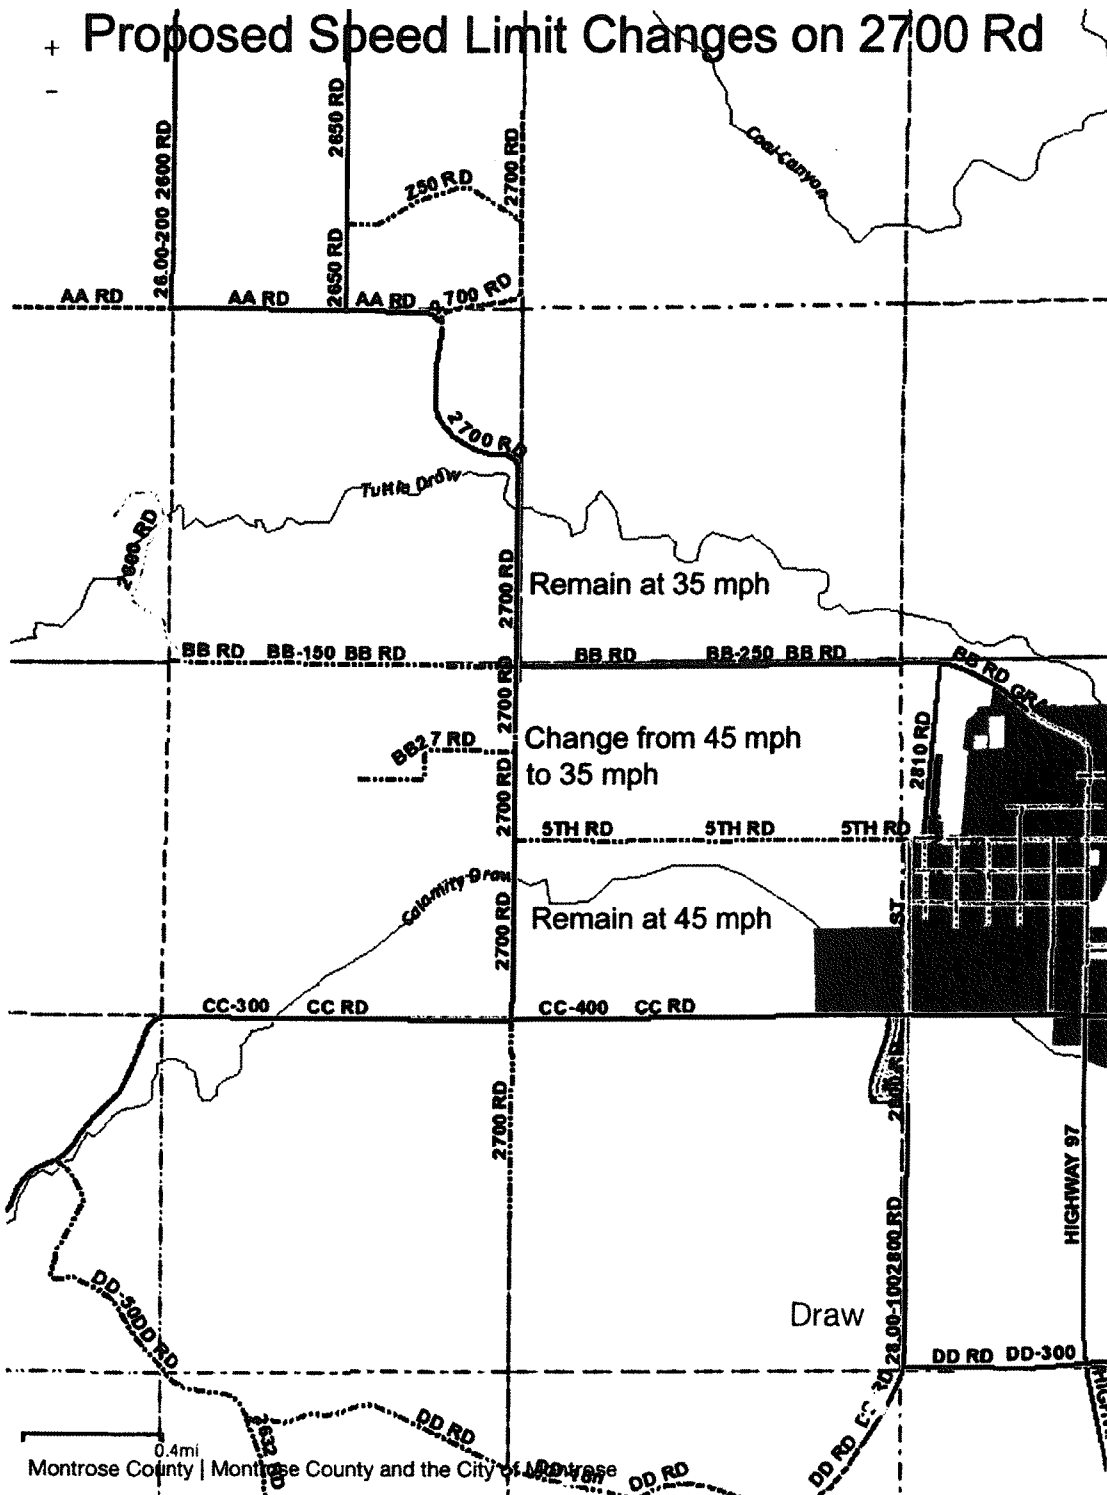 Proposed Speed Limit Changes on 2700 Rd
+
−
2600 RD
26.00-200
2650 RD
2650 RD
2700 RD
Z50 RD
Coal Canyon
AA RD
AA RD
AA RD
700 RD
2700 RD
Tuttle Draw
2600 RD
2700 RD
Remain at 35 mph
BB RD
BB-150
BB RD
BB RD
BB-250
BB RD
BB RD
2700 RD
2810 RD
BB27 RD
Change from 45 mph
to 35 mph
2700 RD
5TH RD
5TH RD
5TH RD
Calamity Draw
ST
Remain at 45 mph
2700 RD
CC-300
CC RD
CC-400
CC RD
2700 RD
HIGHWAY 97
2800 RD
28.00-100
Draw
DD-50
DD RD
DD RD
DD-300
DD RD
2632 RD
DD RD
DD RD
0.4mi
Montrose County | Montrose County and the City of Montrose